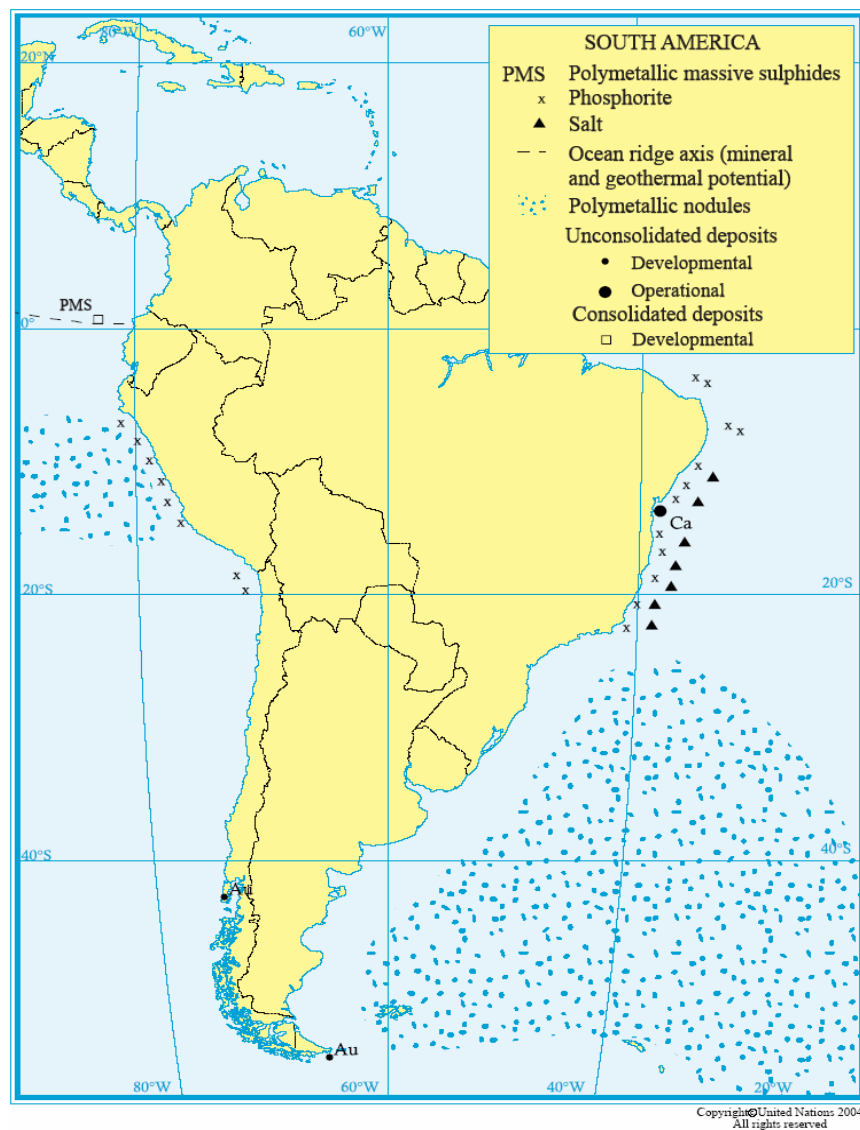 80°W
60°W
20°N
SOUTH AMERICA
PMS Polymetallic massive sulphides
x Phosphorite
▲ Salt
Ocean ridge axis (mineral
and geothermal potential)
Polymetallic nodules
Unconsolidated deposits
Developmental
Operational
Consolidated deposits
Developmental
PMS
0°
x x
x x
x
x
x
x
x
x
x
x
Ca
x
x
x
x
20°S
x
20°S
x
x
40°S
40°S
Au
Au
80°W
60°W
40°W
20°W
Copyright©United Nations 2004
All rights reserved